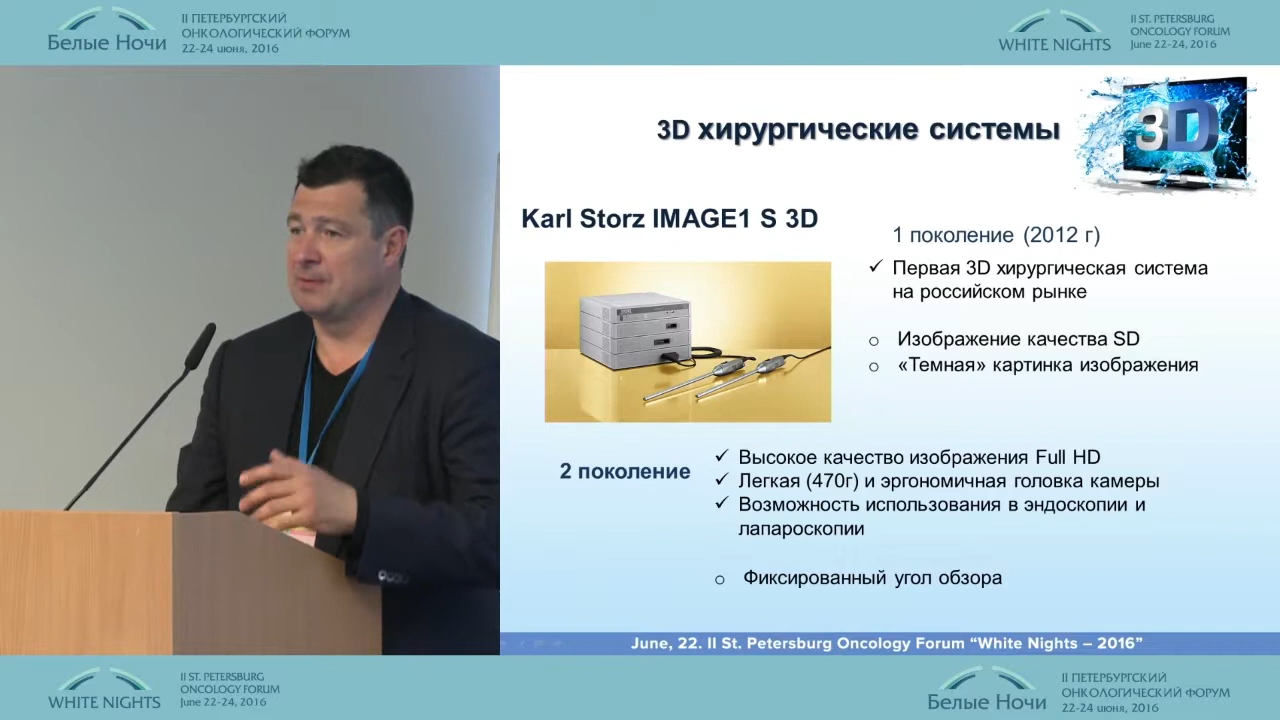 II ПЕТЕРБУРГСКИЙ
ОНКОЛОГИЧЕСКИЙ ФОРУМ
Белые Ночи
22-24 июня, 2016
II ST. PETERSBURG
ONCOLOGY FORUM
WHITE NIGHTS
June 22-24, 2016
3D хирургические системы
3D
Karl Storz IMAGE1 S 3D
1 поколение (2012 г)
✓ Первая 3D хирургическая система
на российском рынке
o Изображение качества SD
o «Темная» картинка изображения
2 поколение
✓ Высокое качество изображения Full HD
✓ Легкая (470г) и эргономичная головка камеры
✓ Возможность использования в эндоскопии и
лапароскопии
o Фиксированный угол обзора
June, 22. II St. Petersburg Oncology Forum “White Nights – 2016”
II ST. PETERSBURG
ONCOLOGY FORUM
WHITE NIGHTS
June 22-24, 2016
II ПЕТЕРБУРГСКИЙ
ОНКОЛОГИЧЕСКИЙ ФОРУМ
Белые Ночи
22-24 июня, 2016